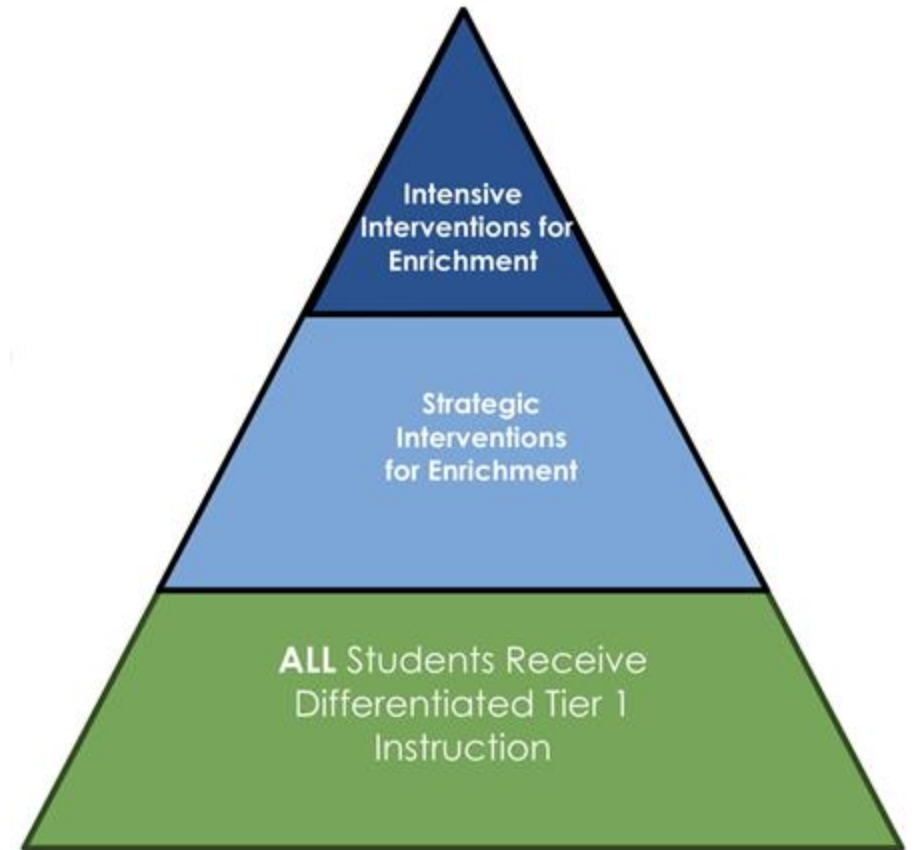 Intensive
Interventions for
Enrichment
Strategic
Interventions
for Enrichment
ALL Students Receive
Differentiated Tier 1
Instruction